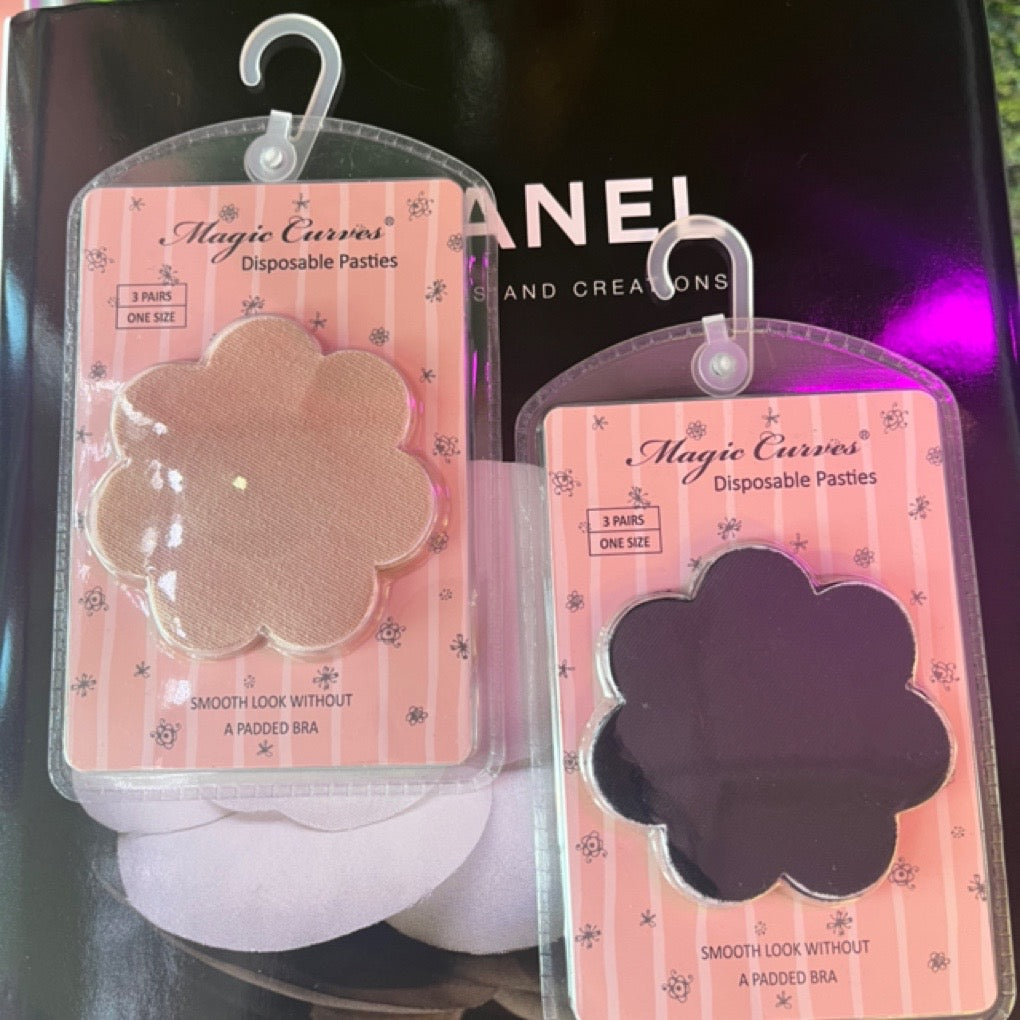 Magic Curves®
Disposable Pasties
3 PAIRS
ONE SIZE
SMOOTH LOOK WITHOUT
A PADDED BRA
ANEL
S AND CREATIONS
Magic Curves®
Disposable Pasties
3 PAIRS
ONE SIZE
SMOOTH LOOK WITHOUT
A PADDED BRA